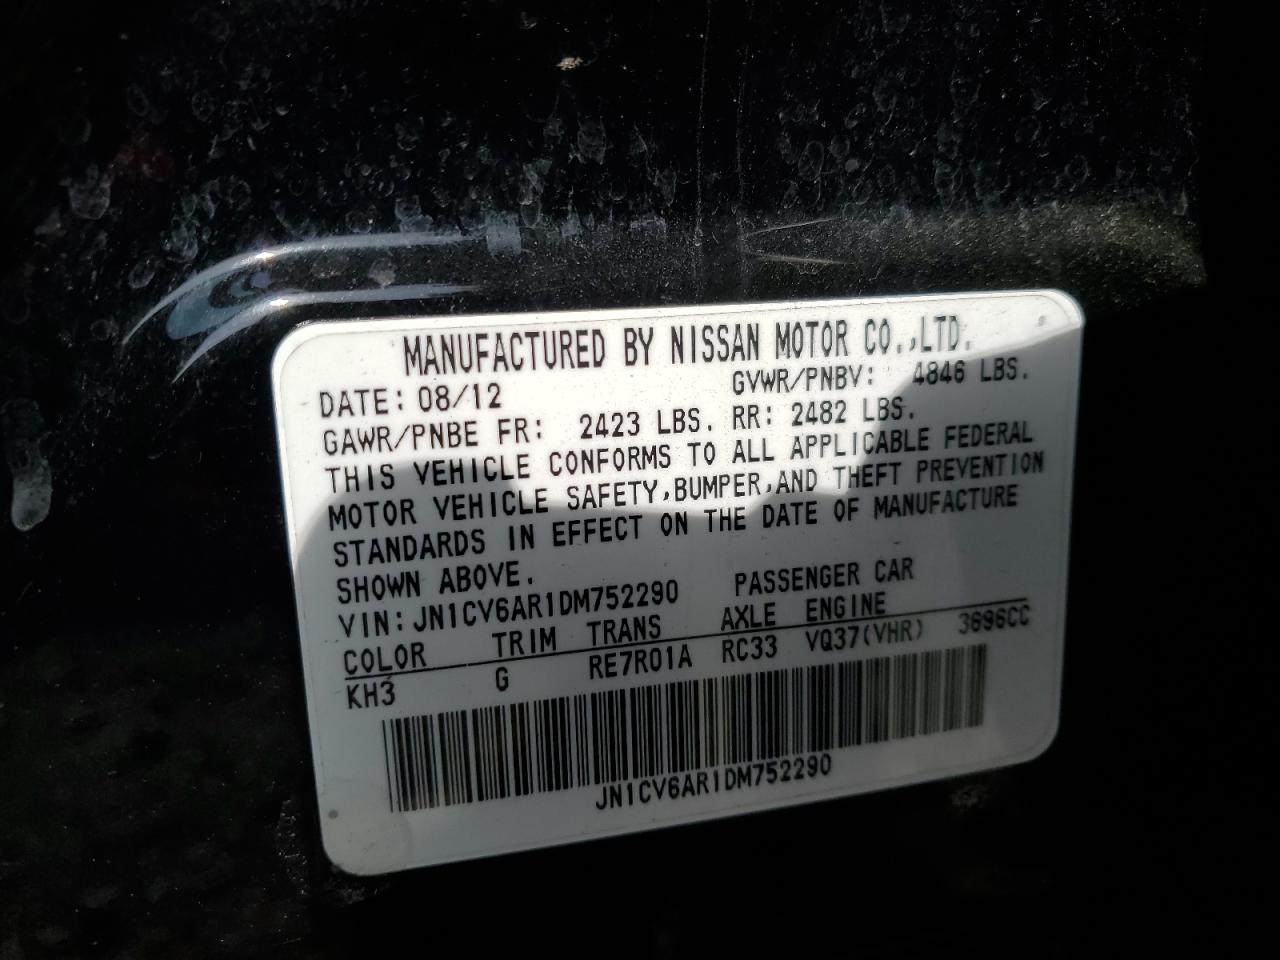 MANUFACTURED BY NISSAN MOTOR CO.,LTD.
DATE: 08/12 GVWR/PNBV: 4846 LBS.
GAWR/PNBE FR: 2423 LBS. RR: 2482 LBS.
THIS VEHICLE CONFORMS TO ALL APPLICABLE FEDERAL
MOTOR VEHICLE SAFETY,BUMPER,AND THEFT PREVENTION
STANDARDS IN EFFECT ON THE DATE OF MANUFACTURE
SHOWN ABOVE.
VIN: JN1CV6AR1DM752290 PASSENGER CAR
COLOR TRIM TRANS AXLE ENGINE
KH3 G RE7R01A RC33 VQ37(VHR) 3696CC
JN1CV6AR1DM752290